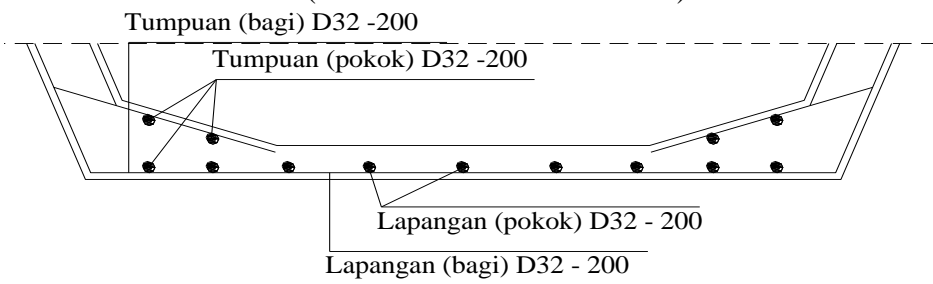 Tumpuan (bagi) D32 -200
Tumpuan (pokok) D32 -200
Lapangan (pokok) D32 - 200
Lapangan (bagi) D32 - 200